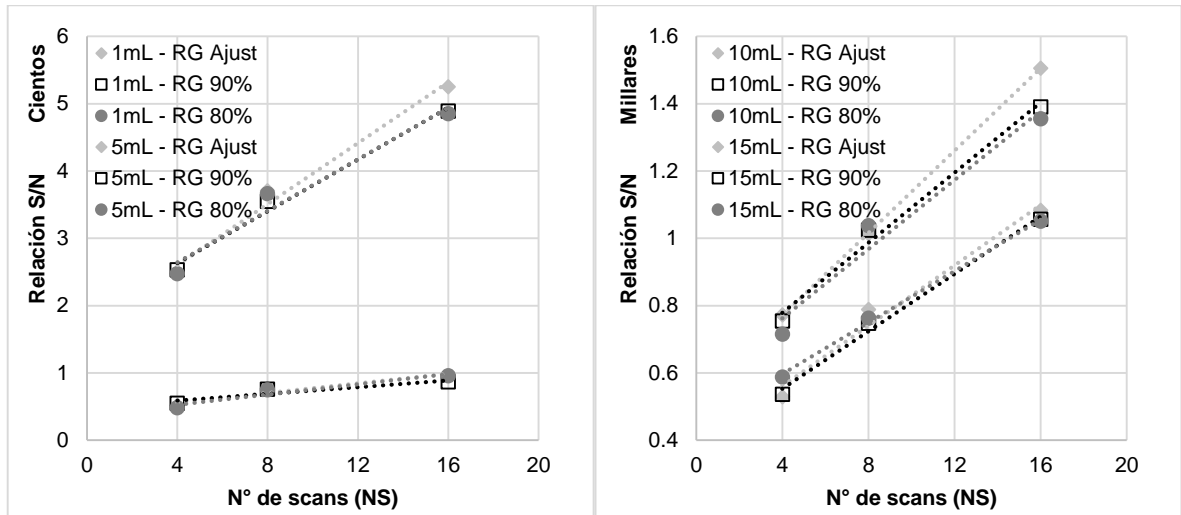 6
5
4
3
2
1
0
Cientos
Relación S/N
1mL - RG Ajust
1mL - RG 90%
1mL - RG 80%
5mL - RG Ajust
5mL - RG 90%
5mL - RG 80%
0
4
8
12
16
20
N° de scans (NS)
1.6
1.4
1.2
1
0.8
0.6
0.4
Millares
Relación S/N
10mL - RG Ajust
10mL - RG 90%
10mL - RG 80%
15mL - RG Ajust
15mL - RG 90%
15mL - RG 80%
0
4
8
12
16
20
N° de scans (NS)